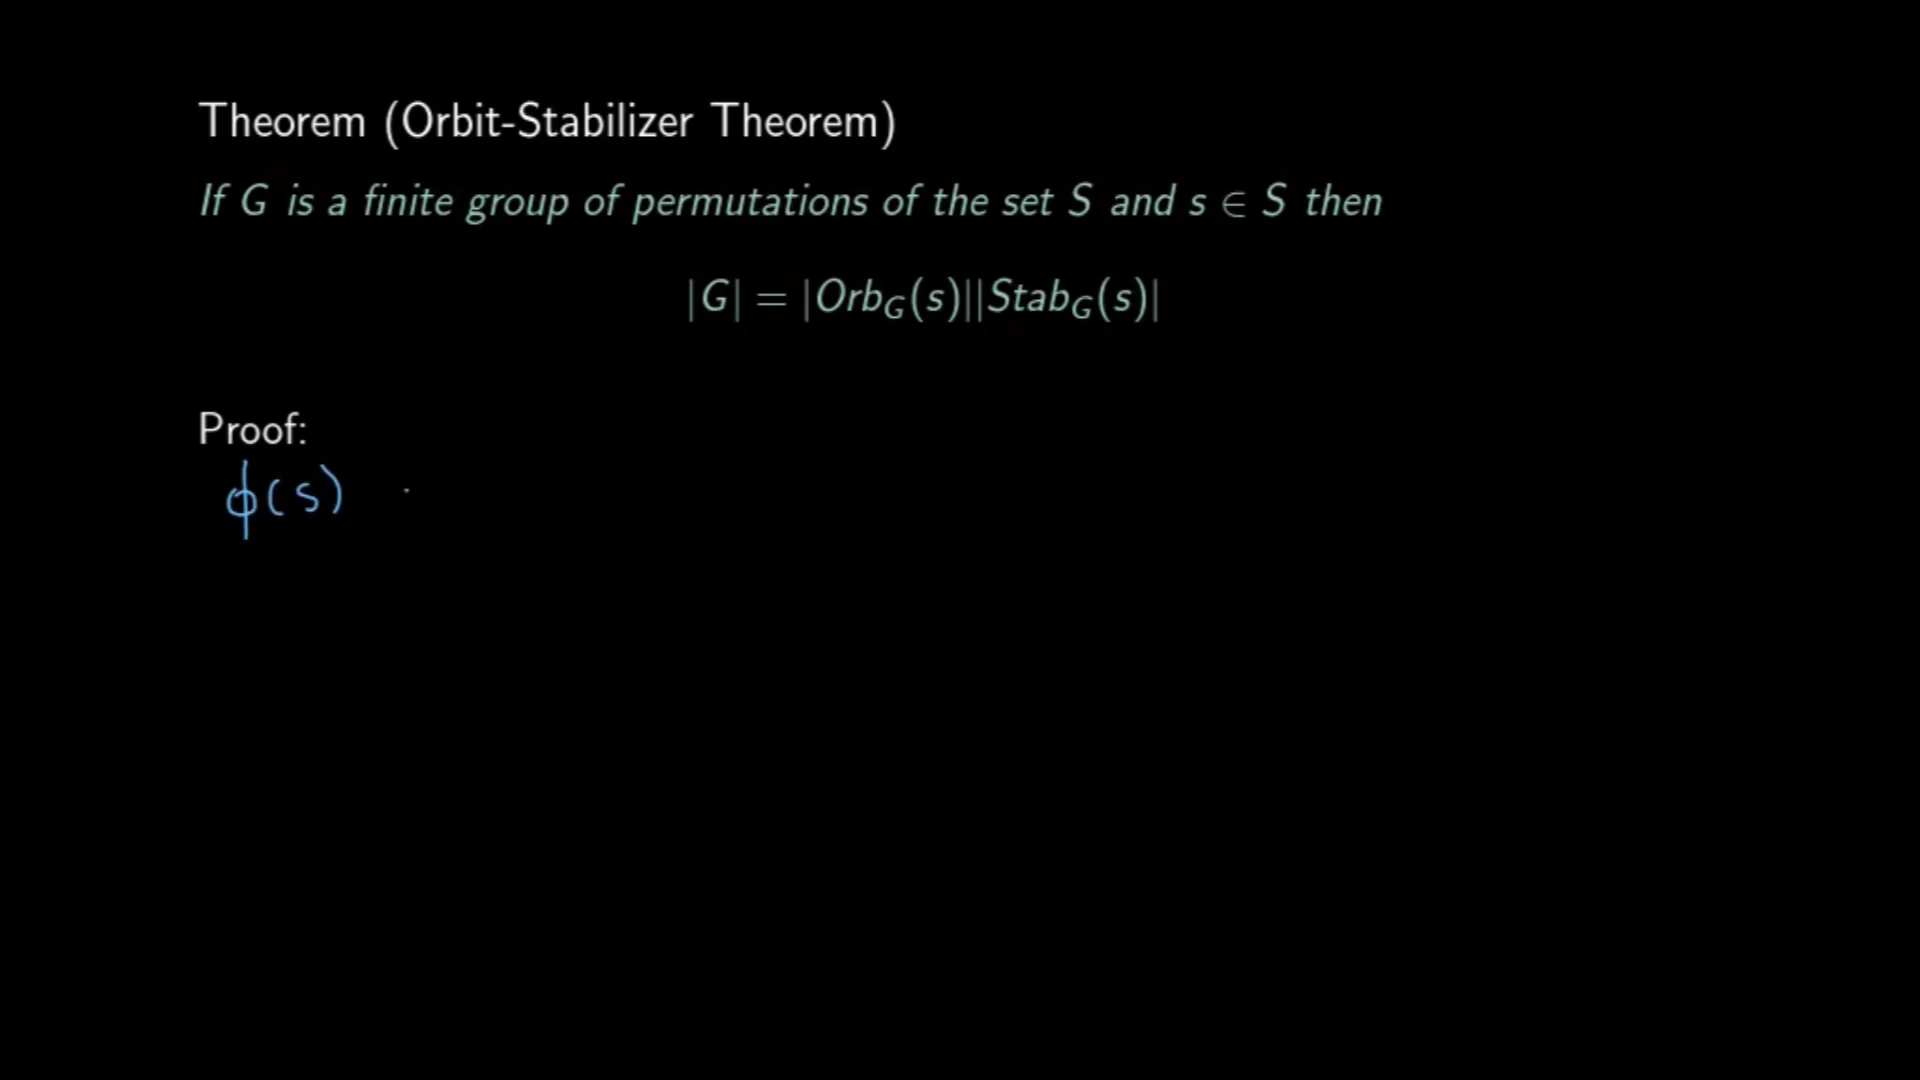 Theorem (Orbit-Stabilizer Theorem)
If G is a finite group of permutations of the set S and s ∈ S then
|G| = |Orb_G(s)||Stab_G(s)|
Proof:
ϕ(s)